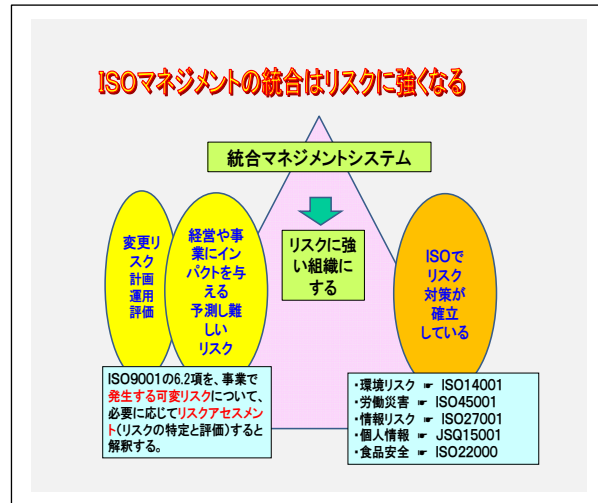 ISOマネジメントの統合はリスクに強くなる
統合マネジメントシステム
変更リ
スク
計画
運用
評価
経営や事
業にイン
パクトを与
える
予測し難
しい
リスク
リスクに強
い組織に
する
ISOで
リスク
対策が
確立
している
ISO9001の6.2項を、事業で
発生する可変リスクについて、
必要に応じてリスクアセスメン
ト(リスクの特定と評価)すると
解釈する。
・環境リスク ☛ ISO14001
・労働災害 ☛ ISO45001
・情報リスク ☛ ISO27001
・個人情報 ☛ JSQ15001
・食品安全 ☛ ISO22000